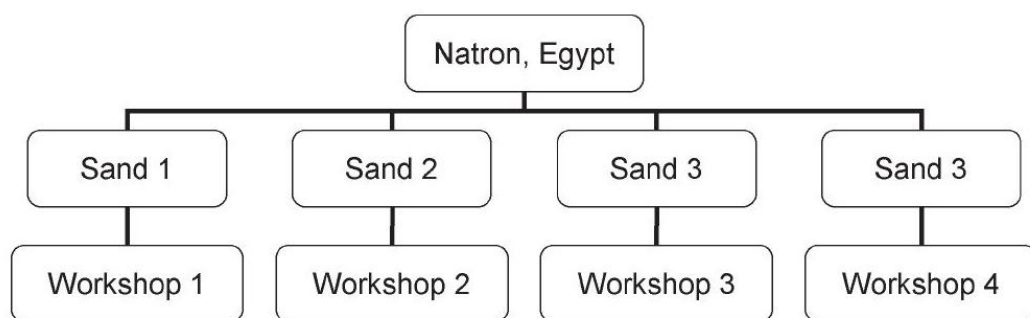 Natron, Egypt
Sand 1
Sand 2
Sand 3
Sand 3
Workshop 1
Workshop 2
Workshop 3
Workshop 4